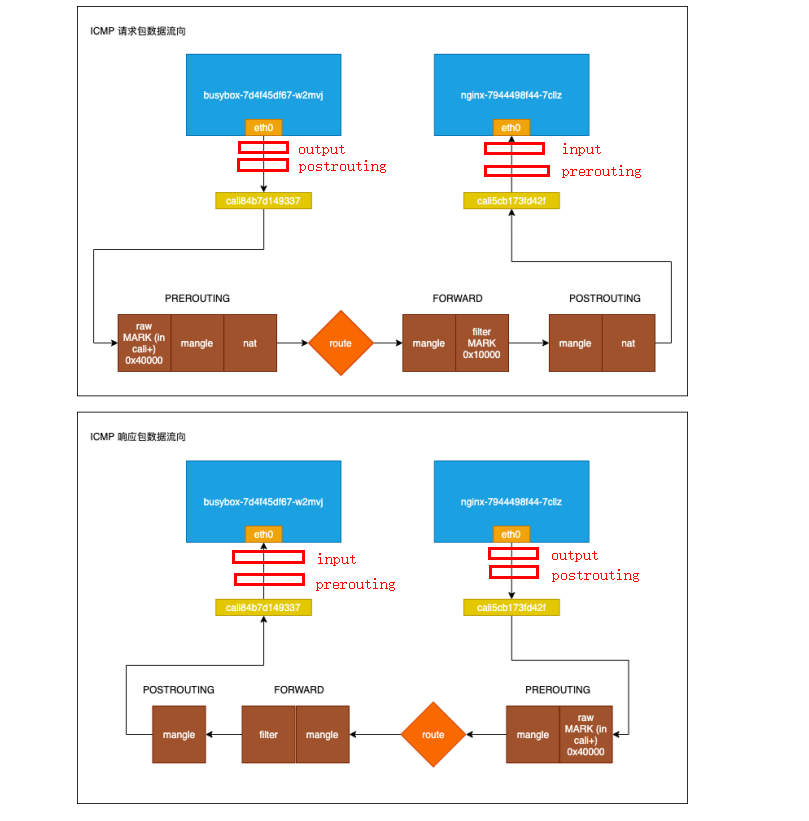 ICMP 请求包数据流向
busybox-7d4f45df67-w2mvj
nginx-7944498f44-7cllz
eth0
eth0
output
input
postrouting
prerouting
cali84b7d149337
cali5cb173fd42f
PREROUTING
FORWARD
POSTROUTING
raw
MARK (in
cali+)
0x40000
mangle
nat
route
mangle
filter
MARK
0x10000
mangle
nat
ICMP 响应包数据流向
busybox-7d4f45df67-w2mvj
nginx-7944498f44-7cllz
eth0
eth0
input
output
prerouting
postrouting
cali84b7d149337
cali5cb173fd42f
POSTROUTING
FORWARD
PREROUTING
mangle
filter
mangle
route
mangle
raw
MARK (in
cali+)
0x40000